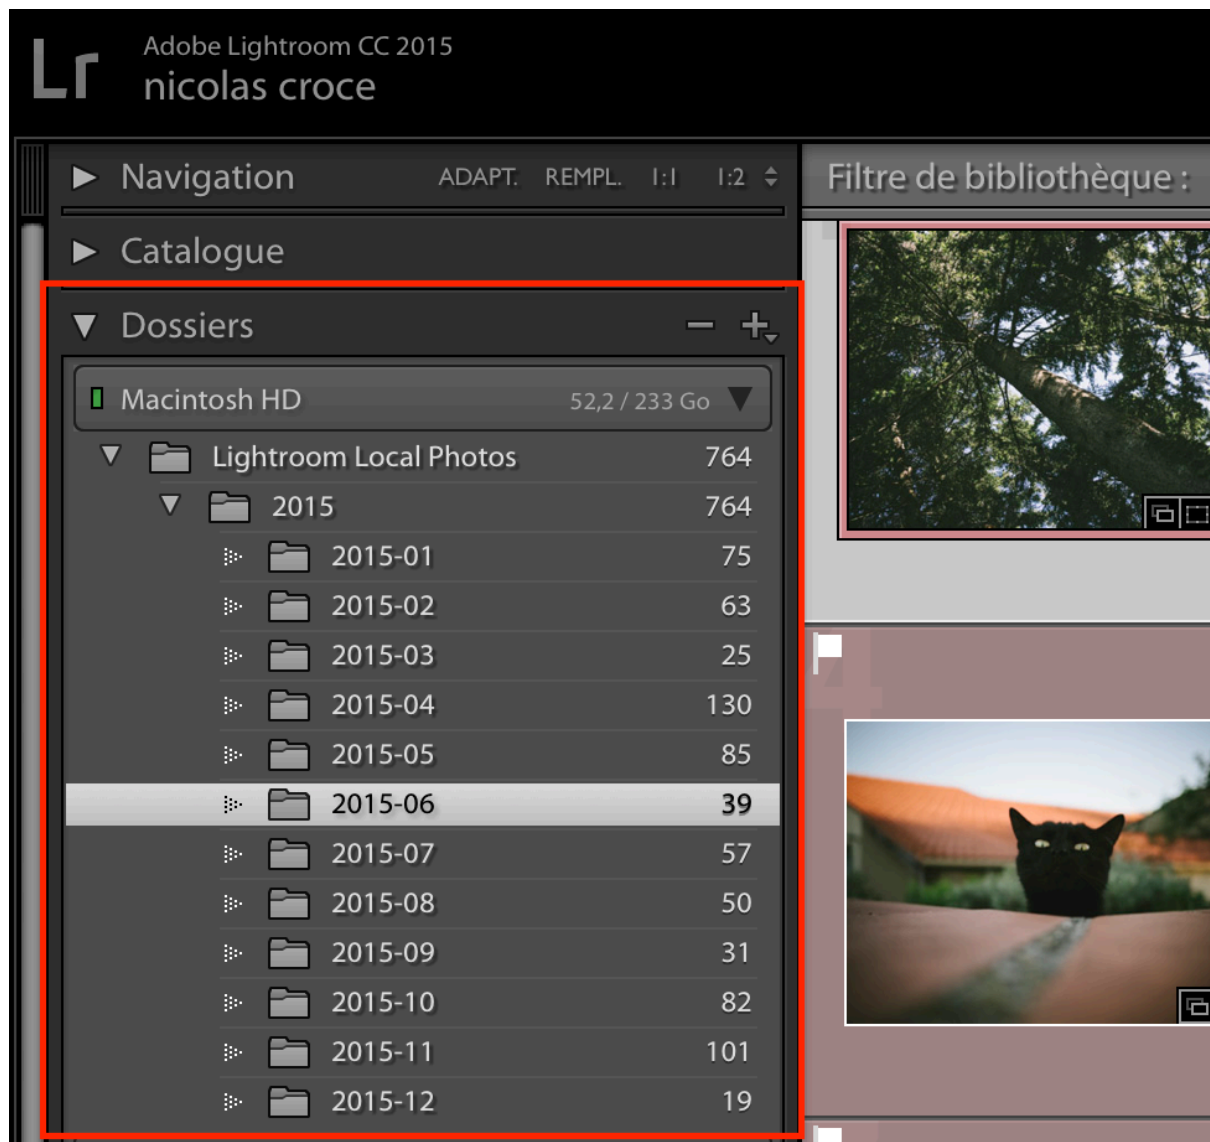 Lr
Adobe Lightroom CC 2015
nicolas croce
Navigation ADAPT. REMPL. 1:1 1:2
Filtre de bibliothèque :
Catalogue
Dossiers
Macintosh HD 52,2 / 233 Go
Lightroom Local Photos 764
2015 764
2015-01 75
2015-02 63
2015-03 25
2015-04 130
2015-05 85
2015-06 39
2015-07 57
2015-08 50
2015-09 31
2015-10 82
2015-11 101
2015-12 19
4